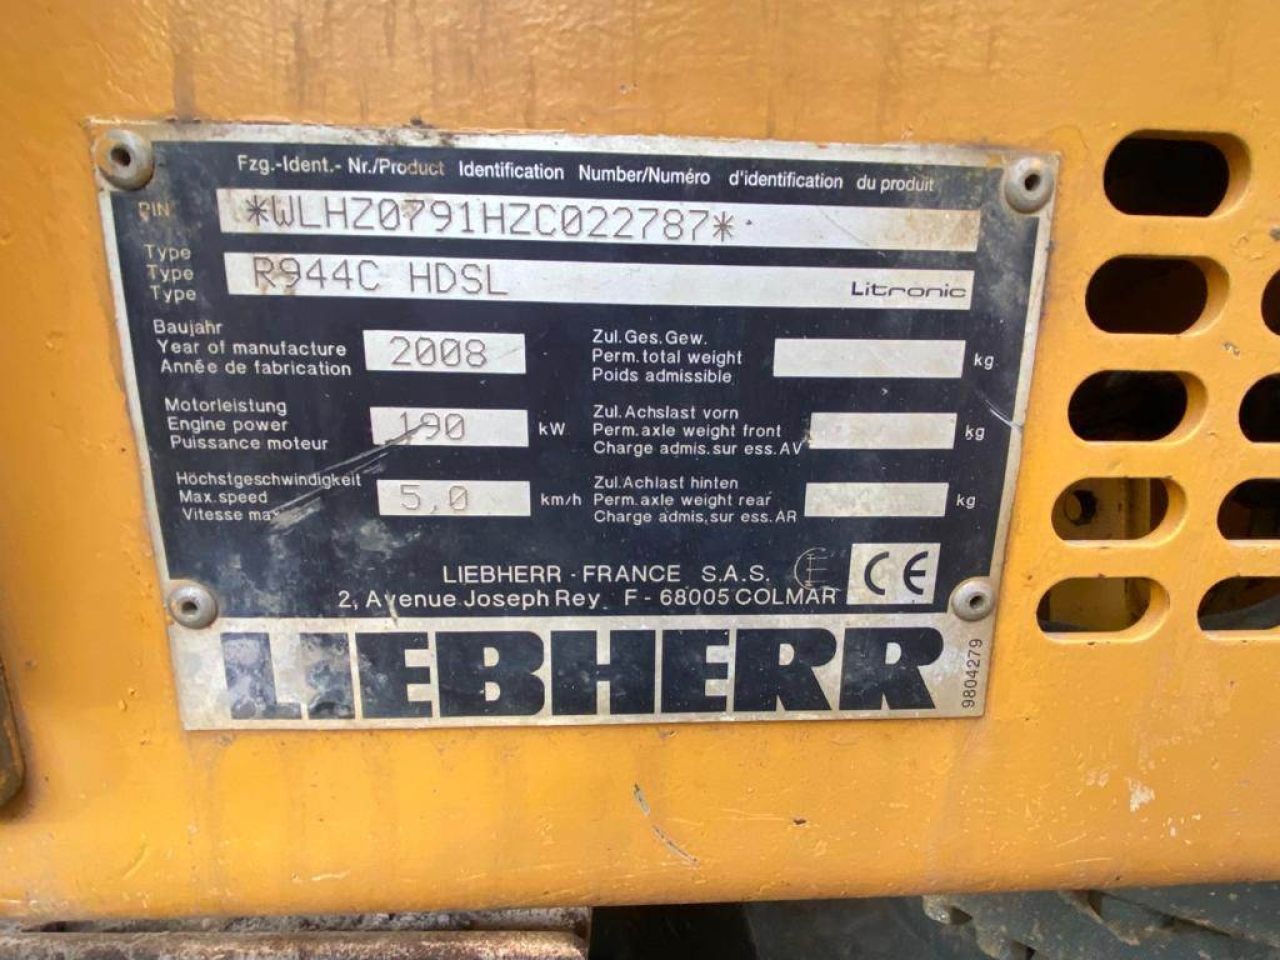 Fzg.-Ident.- Nr./Product Identification Number/Numéro d'identification du produit
PIN *WLHZ0791HZC022787*
Type
Type R944C HDSL Litronic
Type
Baujahr
Year of manufacture 2008
Année de fabrication
Zul.Ges.Gew.
Perm.total weight kg
Poids admissible
Motorleistung
Engine power 190 kW
Puissance moteur
Zul.Achslast vorn
Perm.axle weight front kg
Charge admis.sur ess.AV
Höchstgeschwindigkeit
Max.speed 5,0 km/h
Vitesse max
Zul.Achlast hinten
Perm.axle weight rear kg
Charge admis.sur ess.AR
LIEBHERR - FRANCE S.A.S. CE
2, Avenue Joseph Rey F - 68005 COLMAR
LIEBHERR
9804279